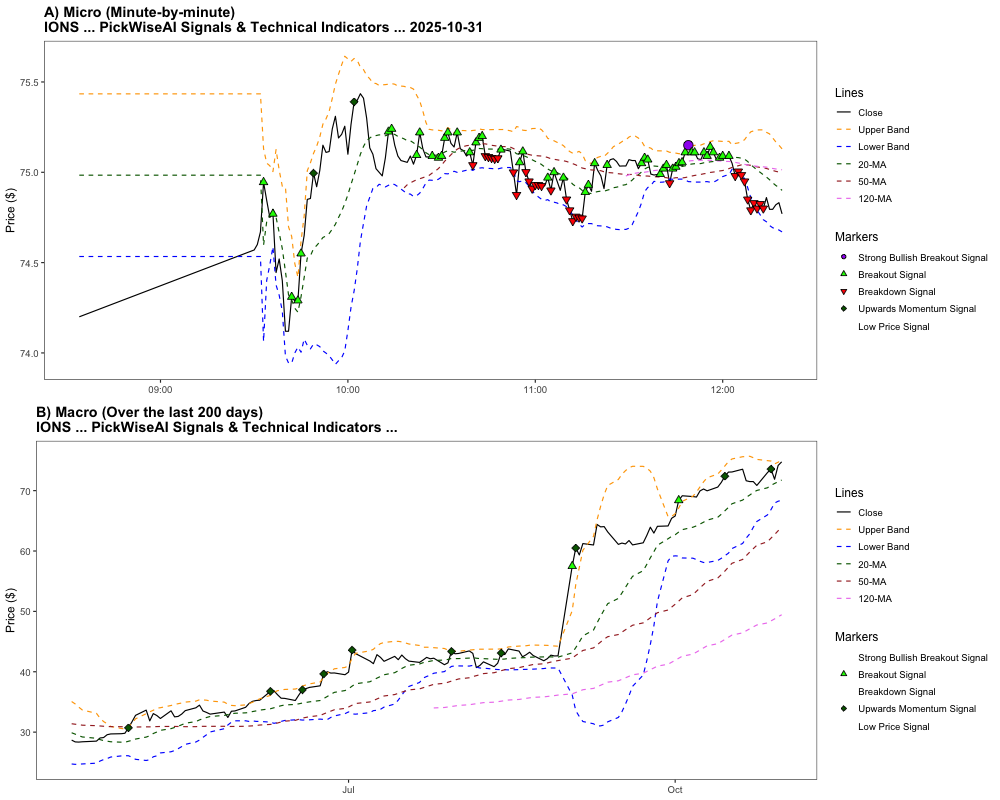 A) Micro (Minute-by-minute)
IONS ... PickWiseAI Signals & Technical Indicators ... 2025-10-31
Price ($)
75.5
75.0
74.5
74.0
09:00
10:00
11:00
12:00
Lines
Close
Upper Band
Lower Band
20-MA
50-MA
120-MA
Markers
Strong Bullish Breakout Signal
Breakout Signal
Breakdown Signal
Upwards Momentum Signal
Low Price Signal
B) Macro (Over the last 200 days)
IONS ... PickWiseAI Signals & Technical Indicators ...
Price ($)
70
60
50
40
30
Jul
Oct
Lines
Close
Upper Band
Lower Band
20-MA
50-MA
120-MA
Markers
Strong Bullish Breakout Signal
Breakout Signal
Breakdown Signal
Upwards Momentum Signal
Low Price Signal